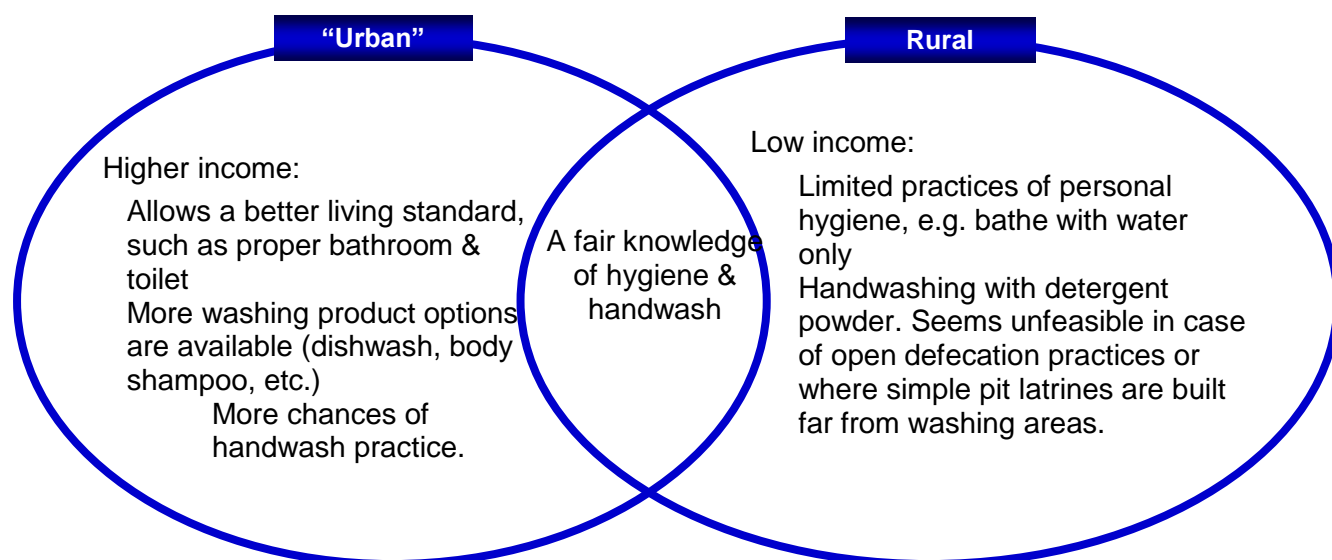 “Urban”
Higher income:
Allows a better living standard,
such as proper bathroom &
toilet
More washing product options
are available (dishwash, body
shampoo, etc.)
More chances of
handwash practice.
A fair knowledge
of hygiene &
handwash
Rural
Low income:
Limited practices of personal
hygiene, e.g. bathe with water
only
Handwashing with detergent
powder. Seems unfeasible in case
of open defecation practices or
where simple pit latrines are built
far from washing areas.